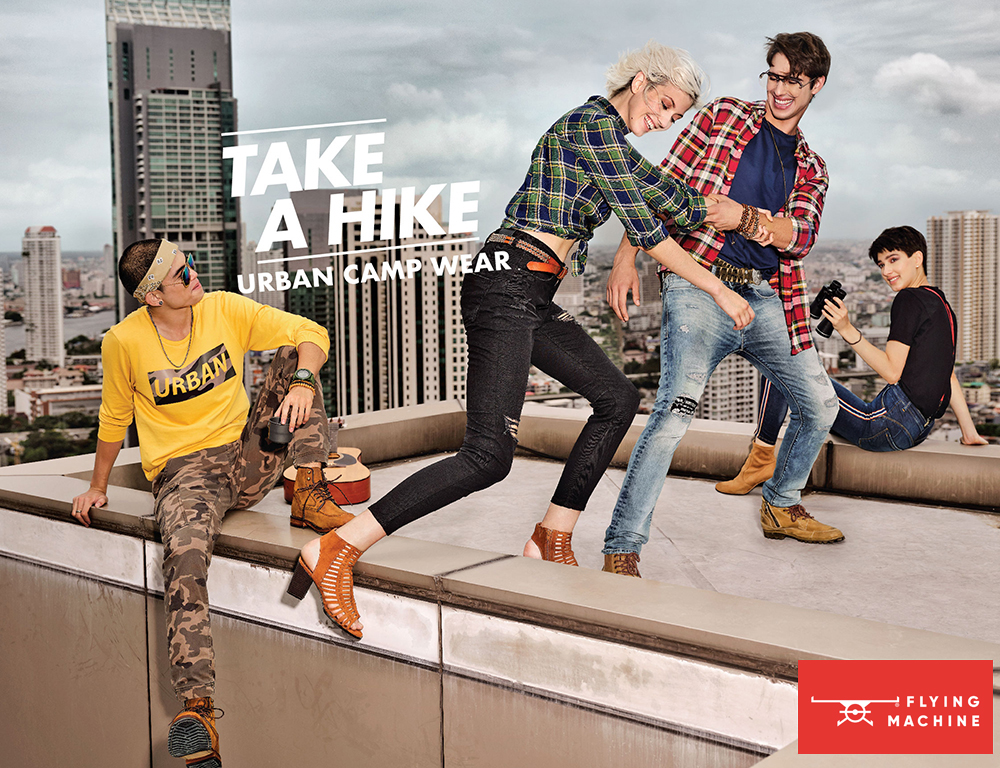 TAKE
A HIKE
URBAN CAMP WEAR
URBAN
FLYING
MACHINE